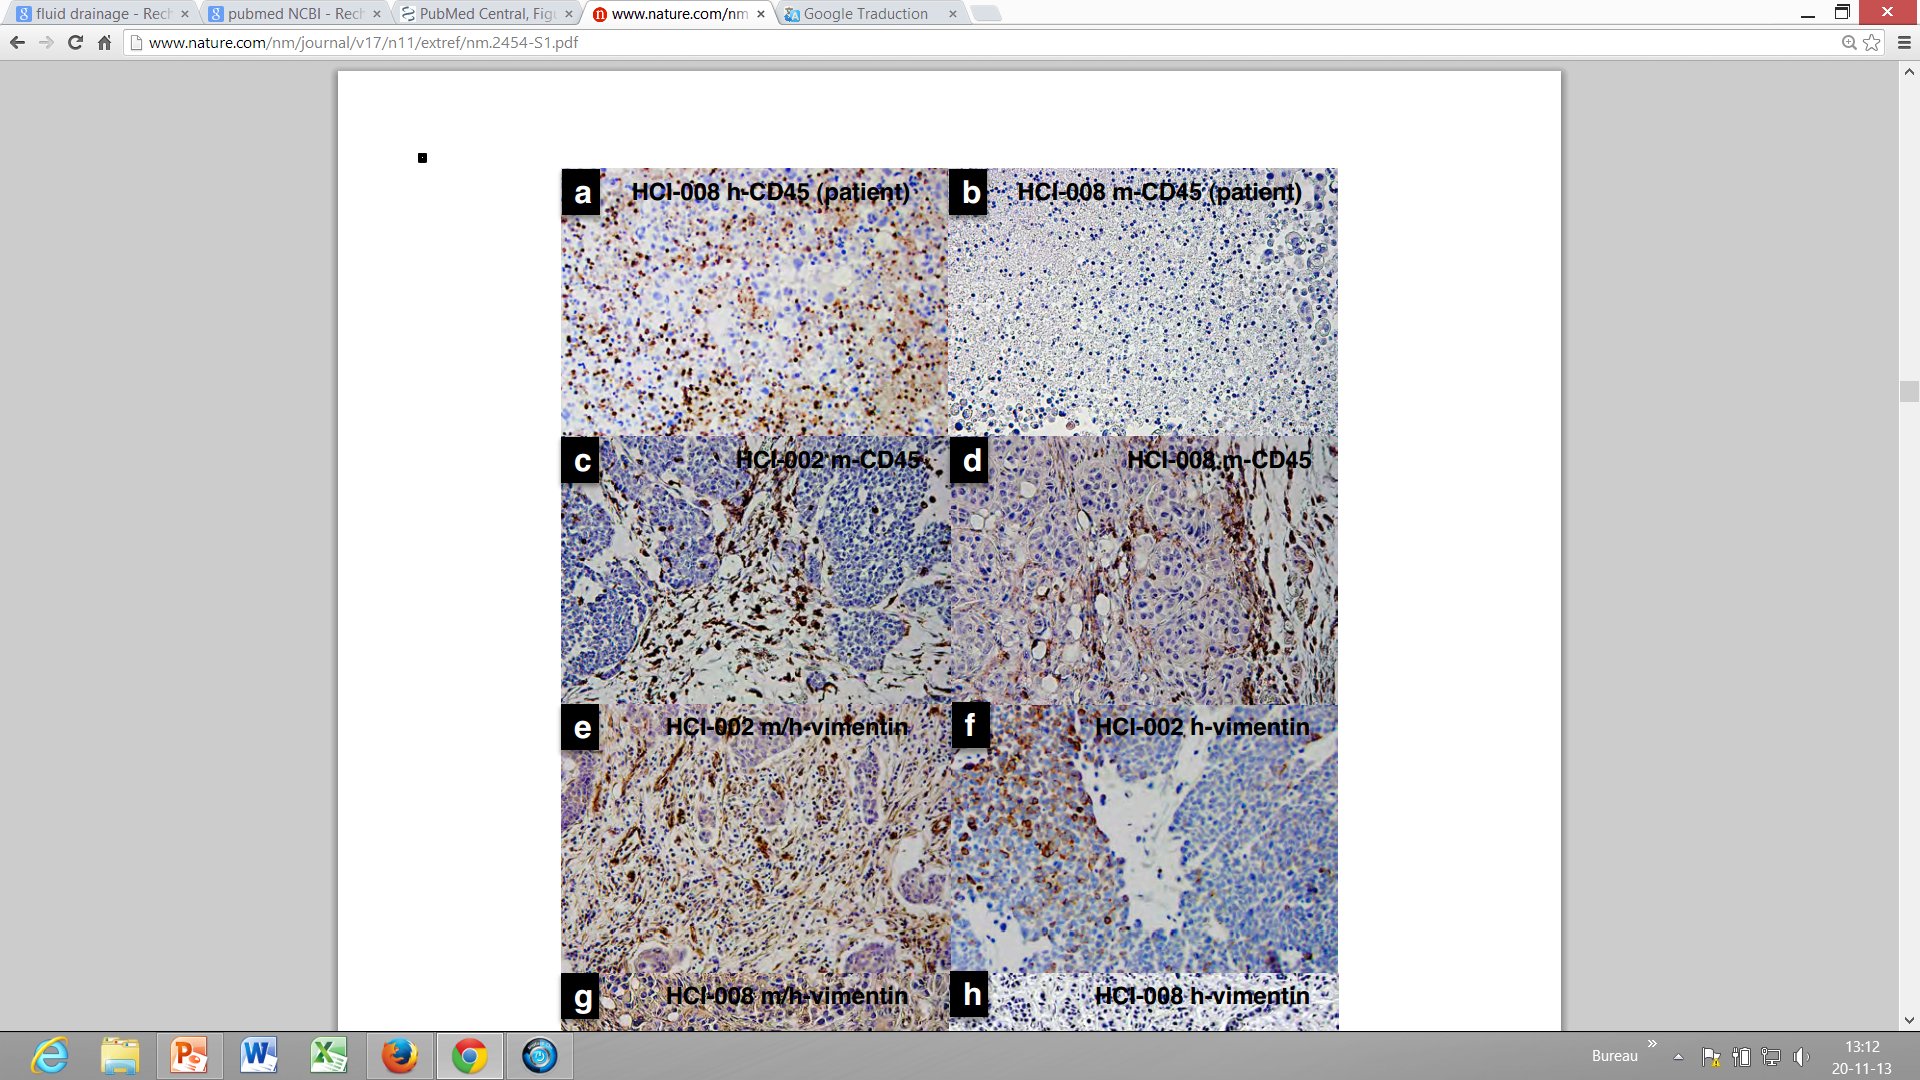 fluid drainage - Rech
pubmed NCBI - Rech
PubMed Central, Figu
www.nature.com/nm
Google Traduction
www.nature.com/nm/journal/v17/n11/extref/nm.2454-S1.pdf
a HCI-008 h-CD45 (patient)
b HCI-008 m-CD45 (patient)
c HCI-002 m-CD45
d HCI-008 m-CD45
e HCI-002 m/h-vimentin
f HCI-002 h-vimentin
g HCI-008 m/h-vimentin
h HCI-008 h-vimentin
Bureau
13:12
20-11-13